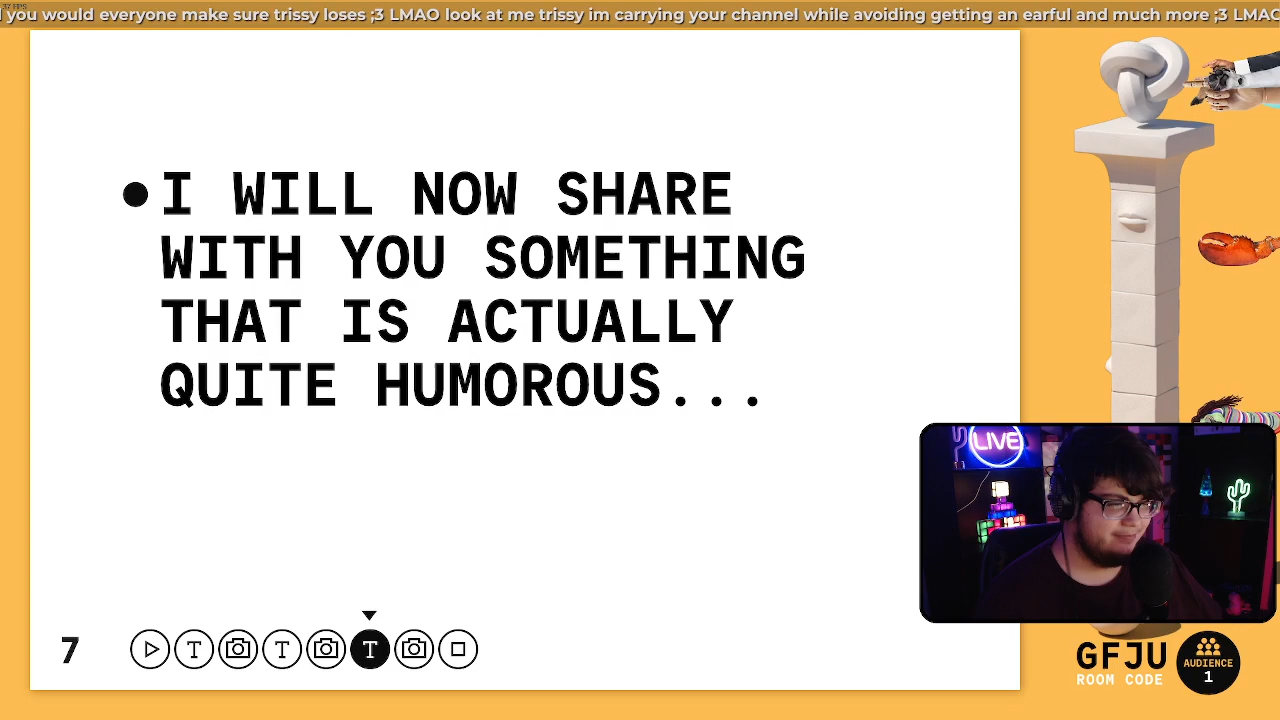 you would everyone make sure trissy loses ;3 LMAO look at me trissy im carrying your channel while avoiding getting an earful and much more ;3 LMAO
I WILL NOW SHARE
WITH YOU SOMETHING
THAT IS ACTUALLY
QUITE HUMOROUS...
LIVE
7
T
T
T
GFJU
ROOM CODE
AUDIENCE
1